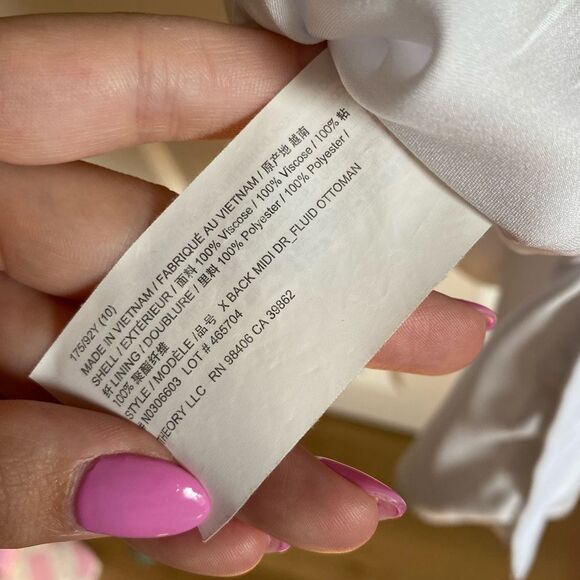 175/92Y (10)
MADE IN VIETNAM / FABRIQUÉ AU VIETNAM / 原产地 越南
SHELL / EXTÉRIEUR / 面料 100% Viscose / 100% Viscose / 100% 粘
纤 LINING / DOUBLURE / 里料 100% Polyester / 100% Polyester /
100% 聚酯纤维
STYLE / MODÈLE / 品号 X BACK MIDI DR_FLUID OTTOMAN
# N0306603 LOT # 465704
THEORY LLC RN 98406 CA 39862